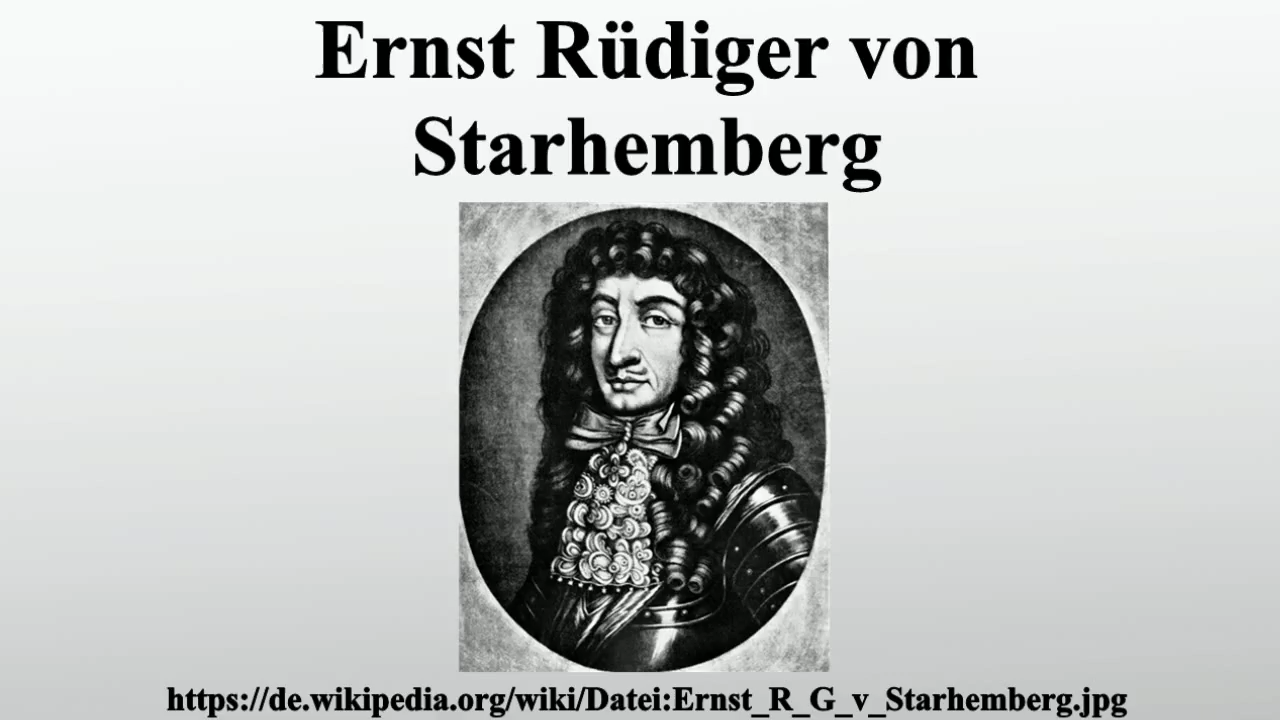 Ernst Rüdiger von
Starhemberg
https://de.wikipedia.org/wiki/Datei:Ernst_R_G_v_Starhemberg.jpg